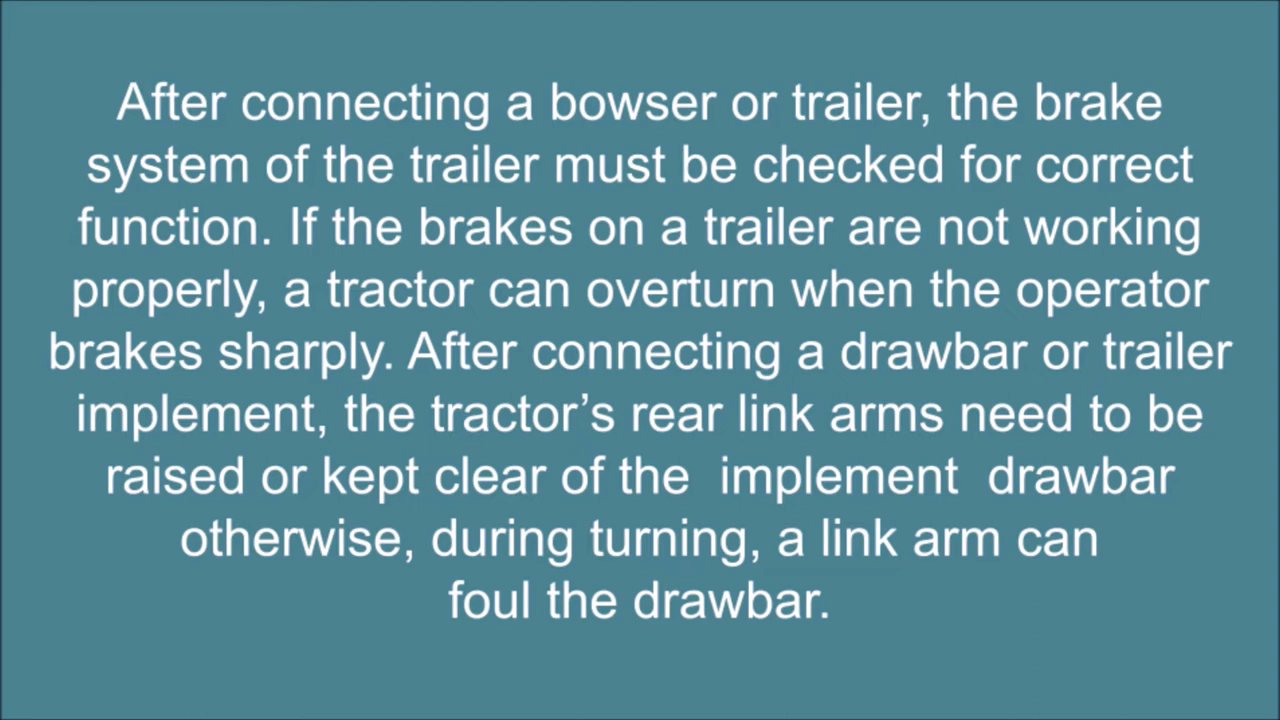 After connecting a bowser or trailer, the brake
system of the trailer must be checked for correct
function. If the brakes on a trailer are not working
properly, a tractor can overturn when the operator
brakes sharply. After connecting a drawbar or trailer
implement, the tractor’s rear link arms need to be
raised or kept clear of the  implement  drawbar
otherwise, during turning, a link arm can
foul the drawbar.